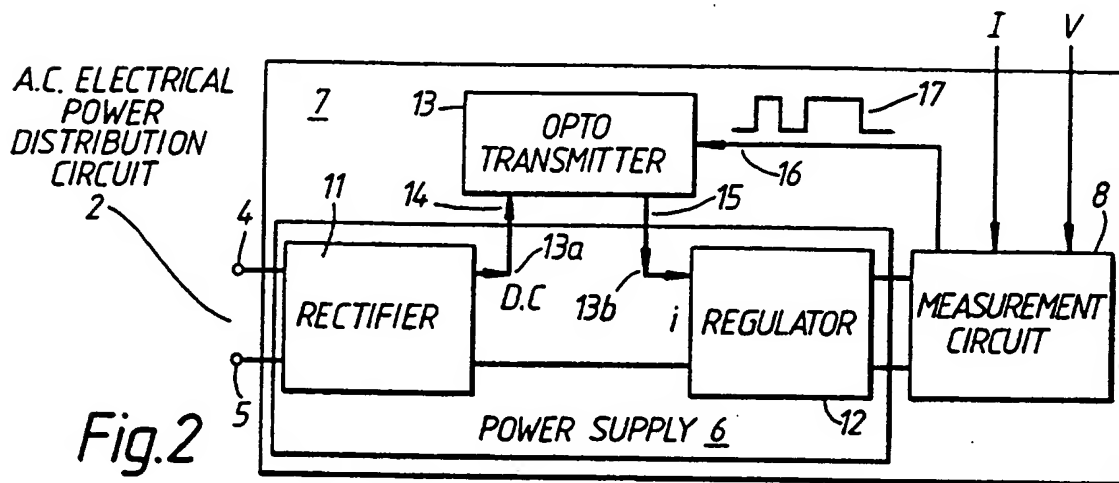 A.C. ELECTRICAL
POWER
DISTRIBUTION
CIRCUIT
2
4
5
7
13
OPTO
TRANSMITTER
17
16
I
V
8
11
14
15
13a
D.C
13b
i
RECTIFIER
REGULATOR
MEASUREMENT
CIRCUIT
12
POWER SUPPLY 6
Fig.2